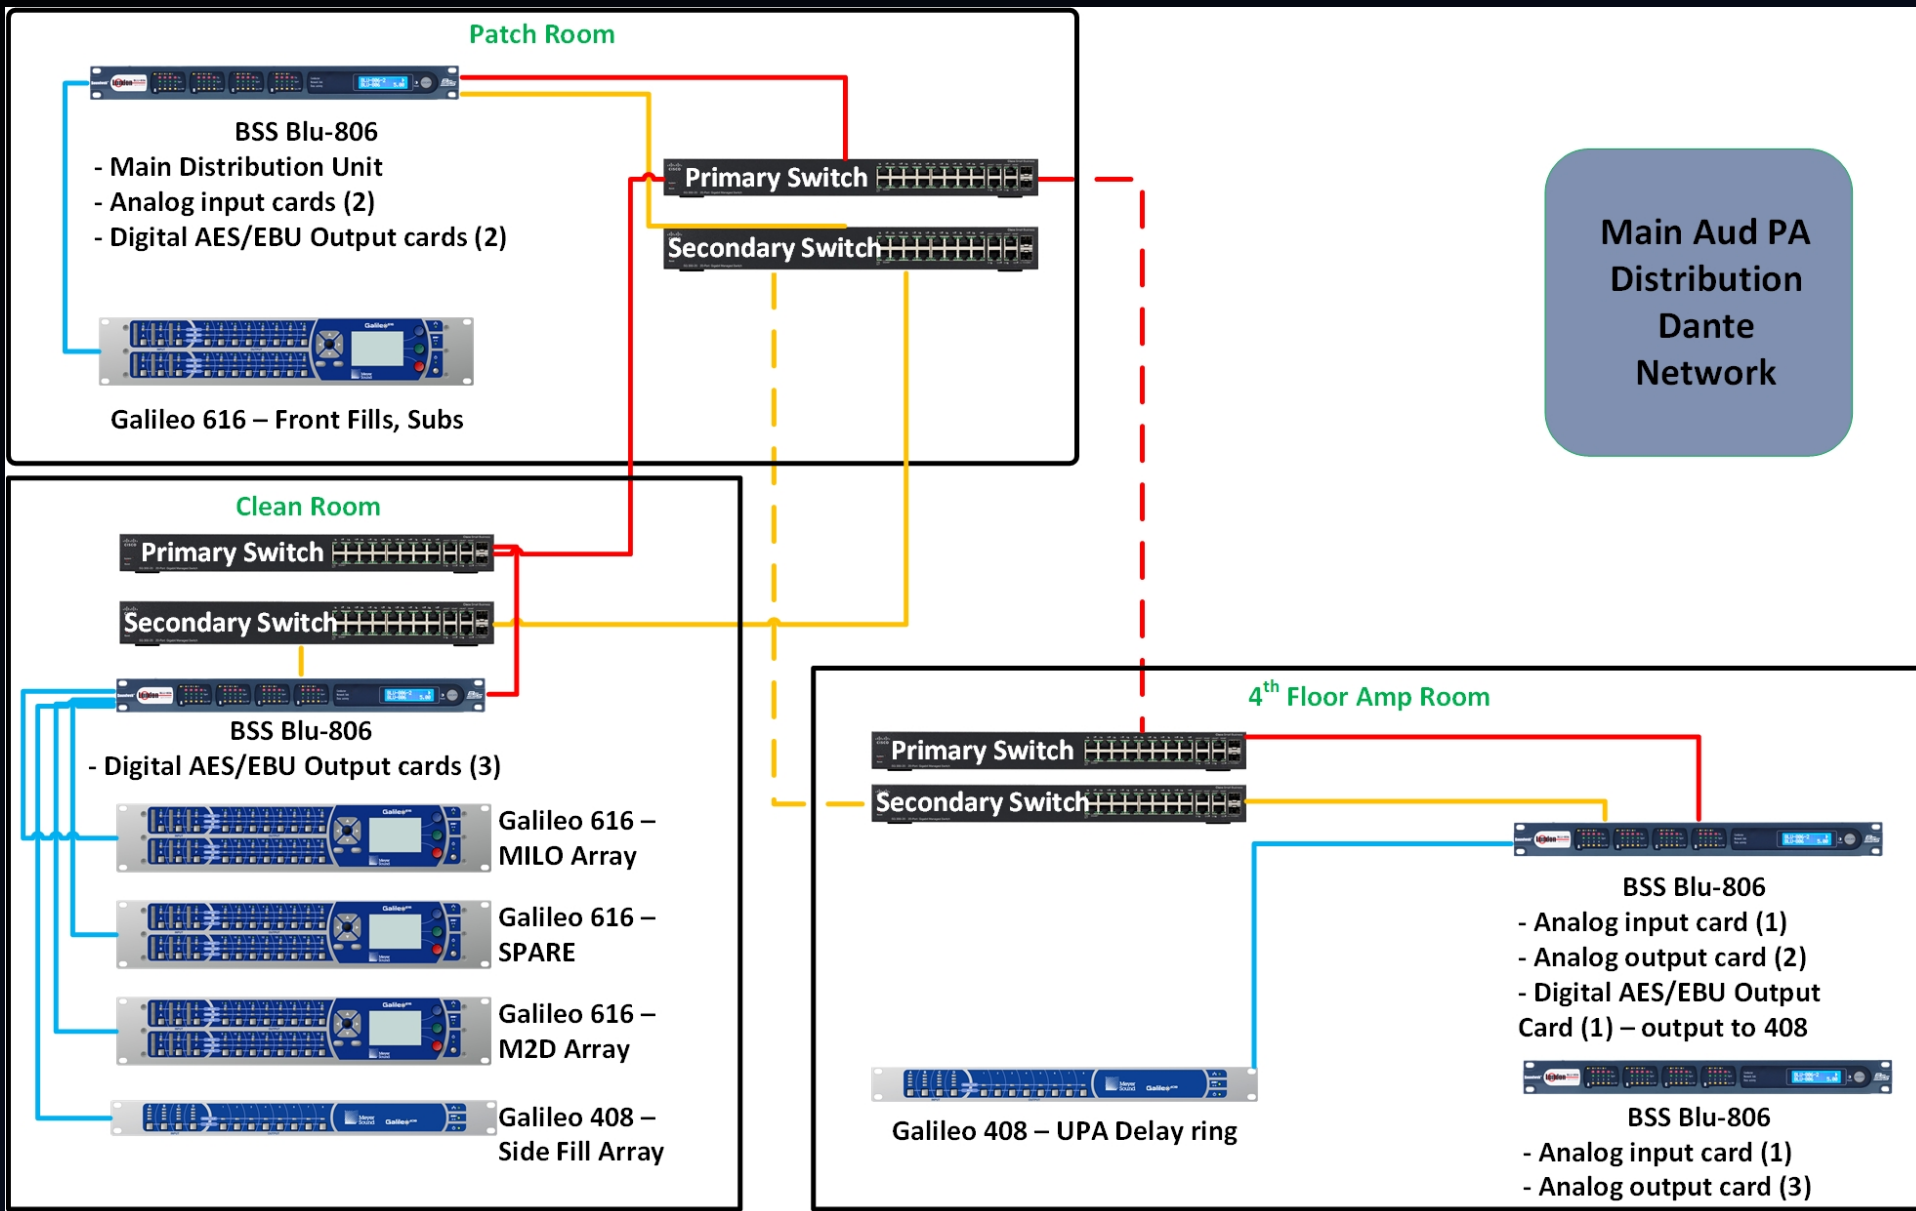 Patch Room
BSS Blu-806
- Main Distribution Unit
- Analog input cards (2)
- Digital AES/EBU Output cards (2)
Primary Switch
Secondary Switch
Galileo 616 – Front Fills, Subs
Main Aud PA
Distribution
Dante
Network
Clean Room
Primary Switch
Secondary Switch
BSS Blu-806
- Digital AES/EBU Output cards (3)
Galileo 616 –
MILO Array
Galileo 616 –
SPARE
Galileo 616 –
M2D Array
Galileo 408 –
Side Fill Array
4th Floor Amp Room
Primary Switch
Secondary Switch
BSS Blu-806
- Analog input card (1)
- Analog output card (2)
- Digital AES/EBU Output
Card (1) – output to 408
Galileo 408 – UPA Delay ring
BSS Blu-806
- Analog input card (1)
- Analog output card (3)